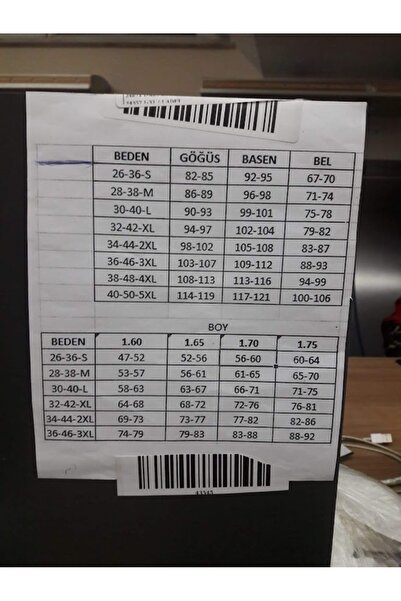 BEDEN GÖĞÜS BASEN BEL
26-36-S 82-85 92-95 67-70
28-38-M 86-89 96-98 71-74
30-40-L 90-93 99-101 75-78
32-42-XL 94-97 102-104 79-82
34-44-2XL 98-102 105-108 83-87
36-46-3XL 103-107 109-112 88-93
38-48-4XL 108-113 113-116 94-99
40-50-5XL 114-119 117-121 100-106
BOY
BEDEN 1.60 1.65 1.70 1.75
26-36-S 47-52 52-56 56-60 60-64
28-38-M 53-57 56-61 61-65 65-70
30-40-L 58-63 63-67 66-71 71-75
32-42-XL 64-68 68-72 72-76 76-81
34-44-2XL 69-73 73-77 77-82 82-86
36-46-3XL 74-79 79-83 83-88 88-92